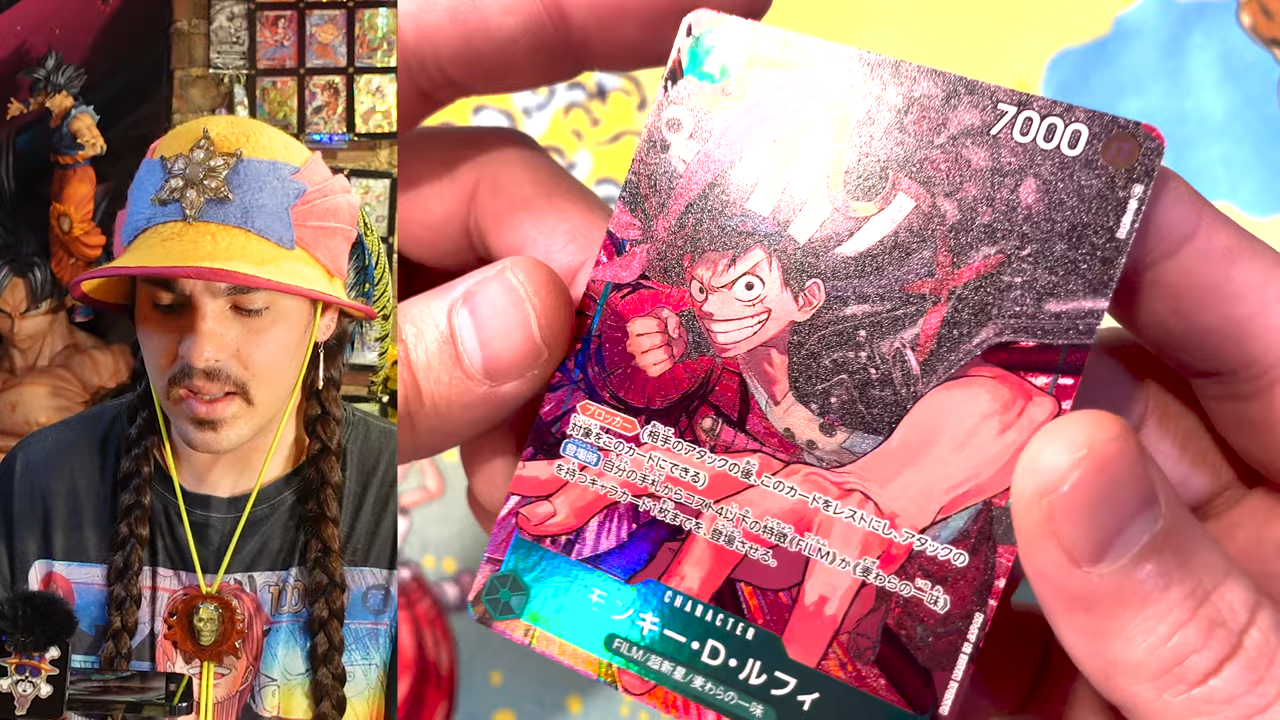 7000
ブロッカー (相手のアタックの後、このカードをレストにし、アタックの
対象をこのカードにできる)
登場時 自分の手札からコスト4以下の特徴《FILM》か《麦わらの一味》
を持つキャラカード1枚までを、登場させる。
CHARACTER
モンキー・D・ルフィ
FILM/超新星/麦わらの一味